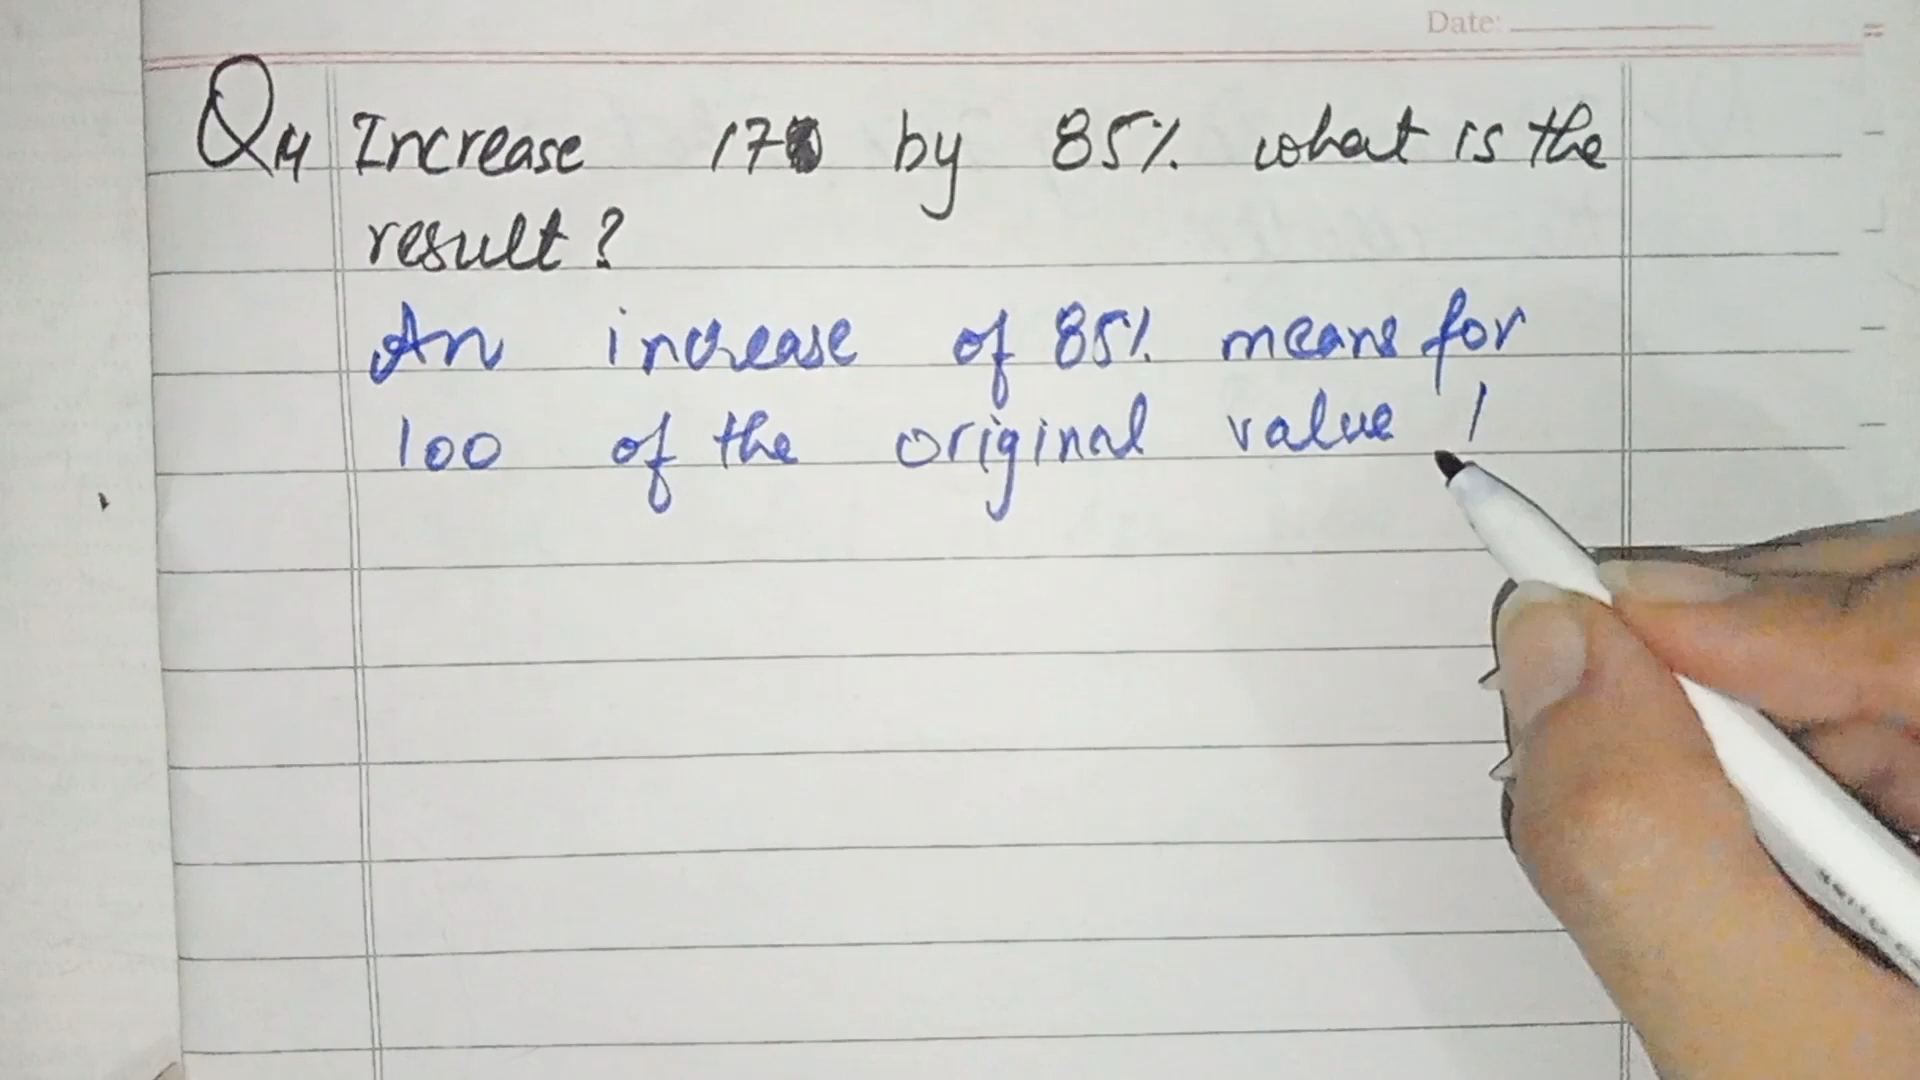 Date:
Q4 Increase 170 by 85% what is the
result?
An increase of 85% means for
100 of the original value